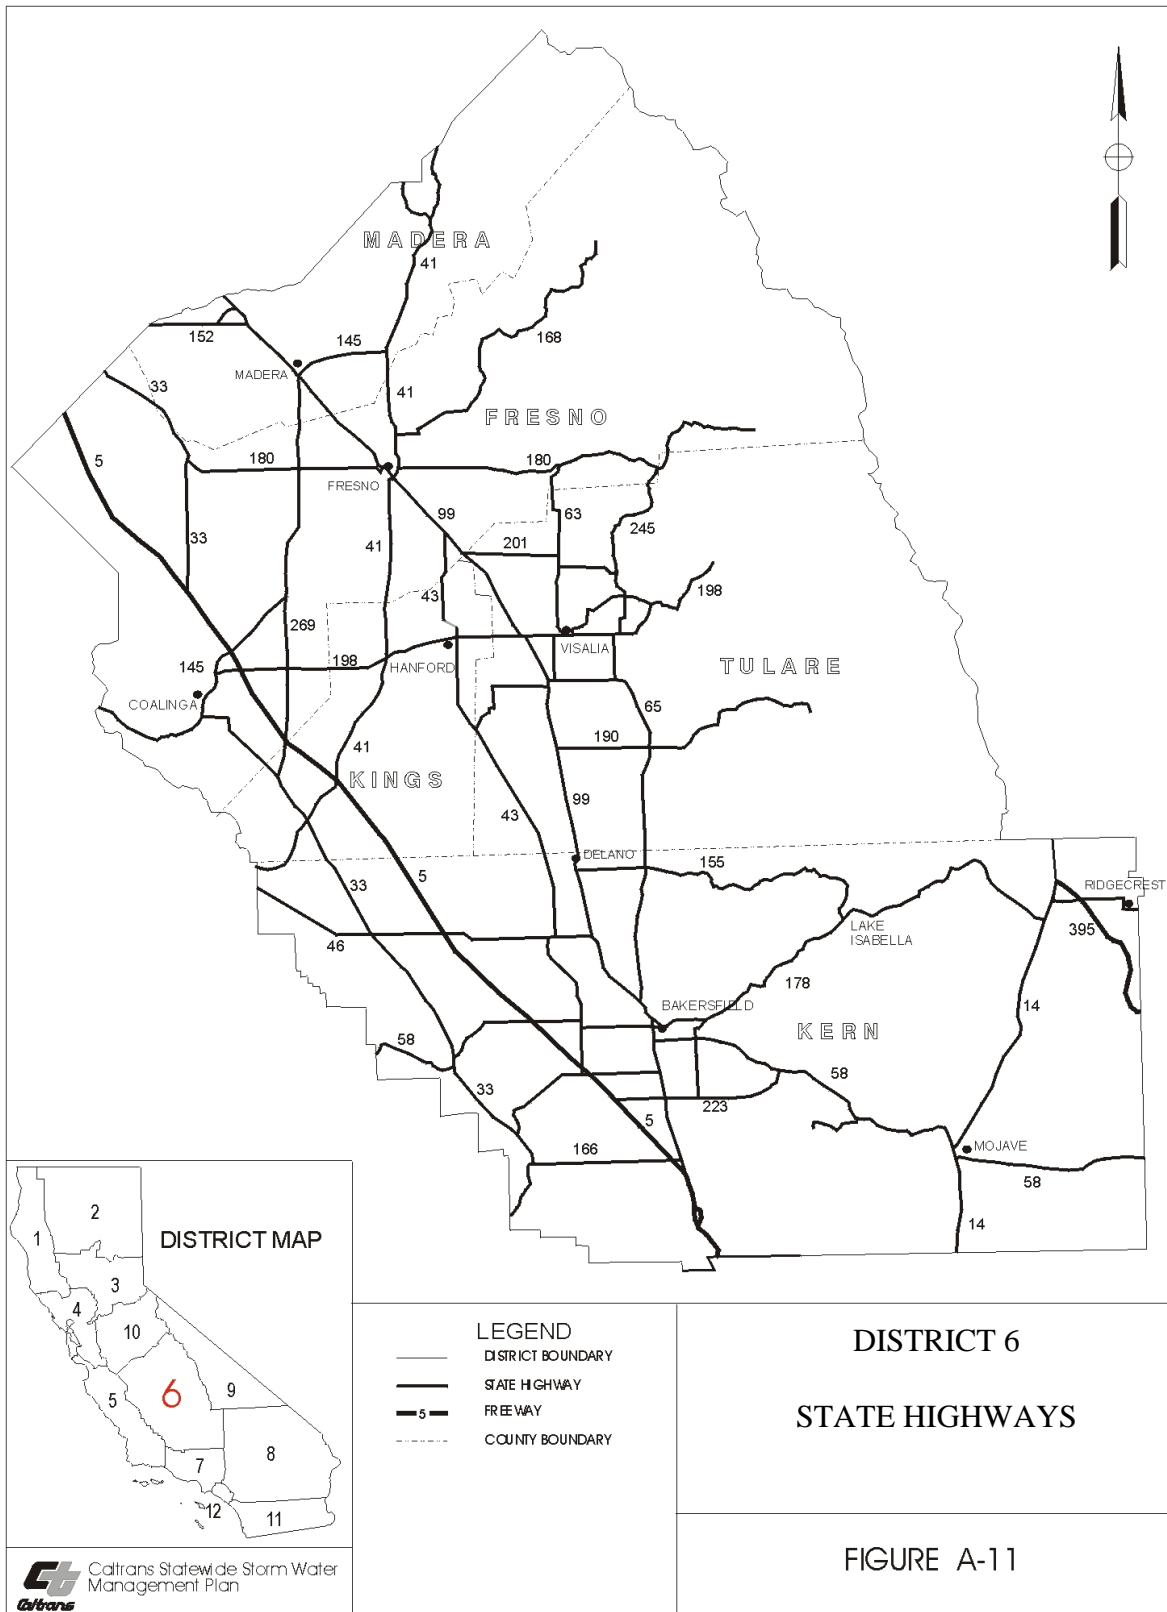 MADERA
41
168
152
145
MADERA
33
41
FRESNO
5
180
180
FRESNO
99
63
245
33
41
201
43
198
269
VISALIA
145
198
HANFORD
TULARE
COALINGA
65
41
190
KINGS
99
43
DELANO
155
5
33
RIDGECREST
LAKE
ISABELLA
395
46
178
BAKERSFIELD
14
KERN
58
58
33
223
5
166
MOJAVE
58
14
DISTRICT MAP
1
2
3
4
10
5
6
9
8
7
12
11
LEGEND
DISTRICT BOUNDARY
STATE HIGHWAY
5 FREEWAY
COUNTY BOUNDARY
DISTRICT 6
STATE HIGHWAYS
FIGURE A-11
Caltrans Statewide Storm Water
Management Plan
ct
Caltrans